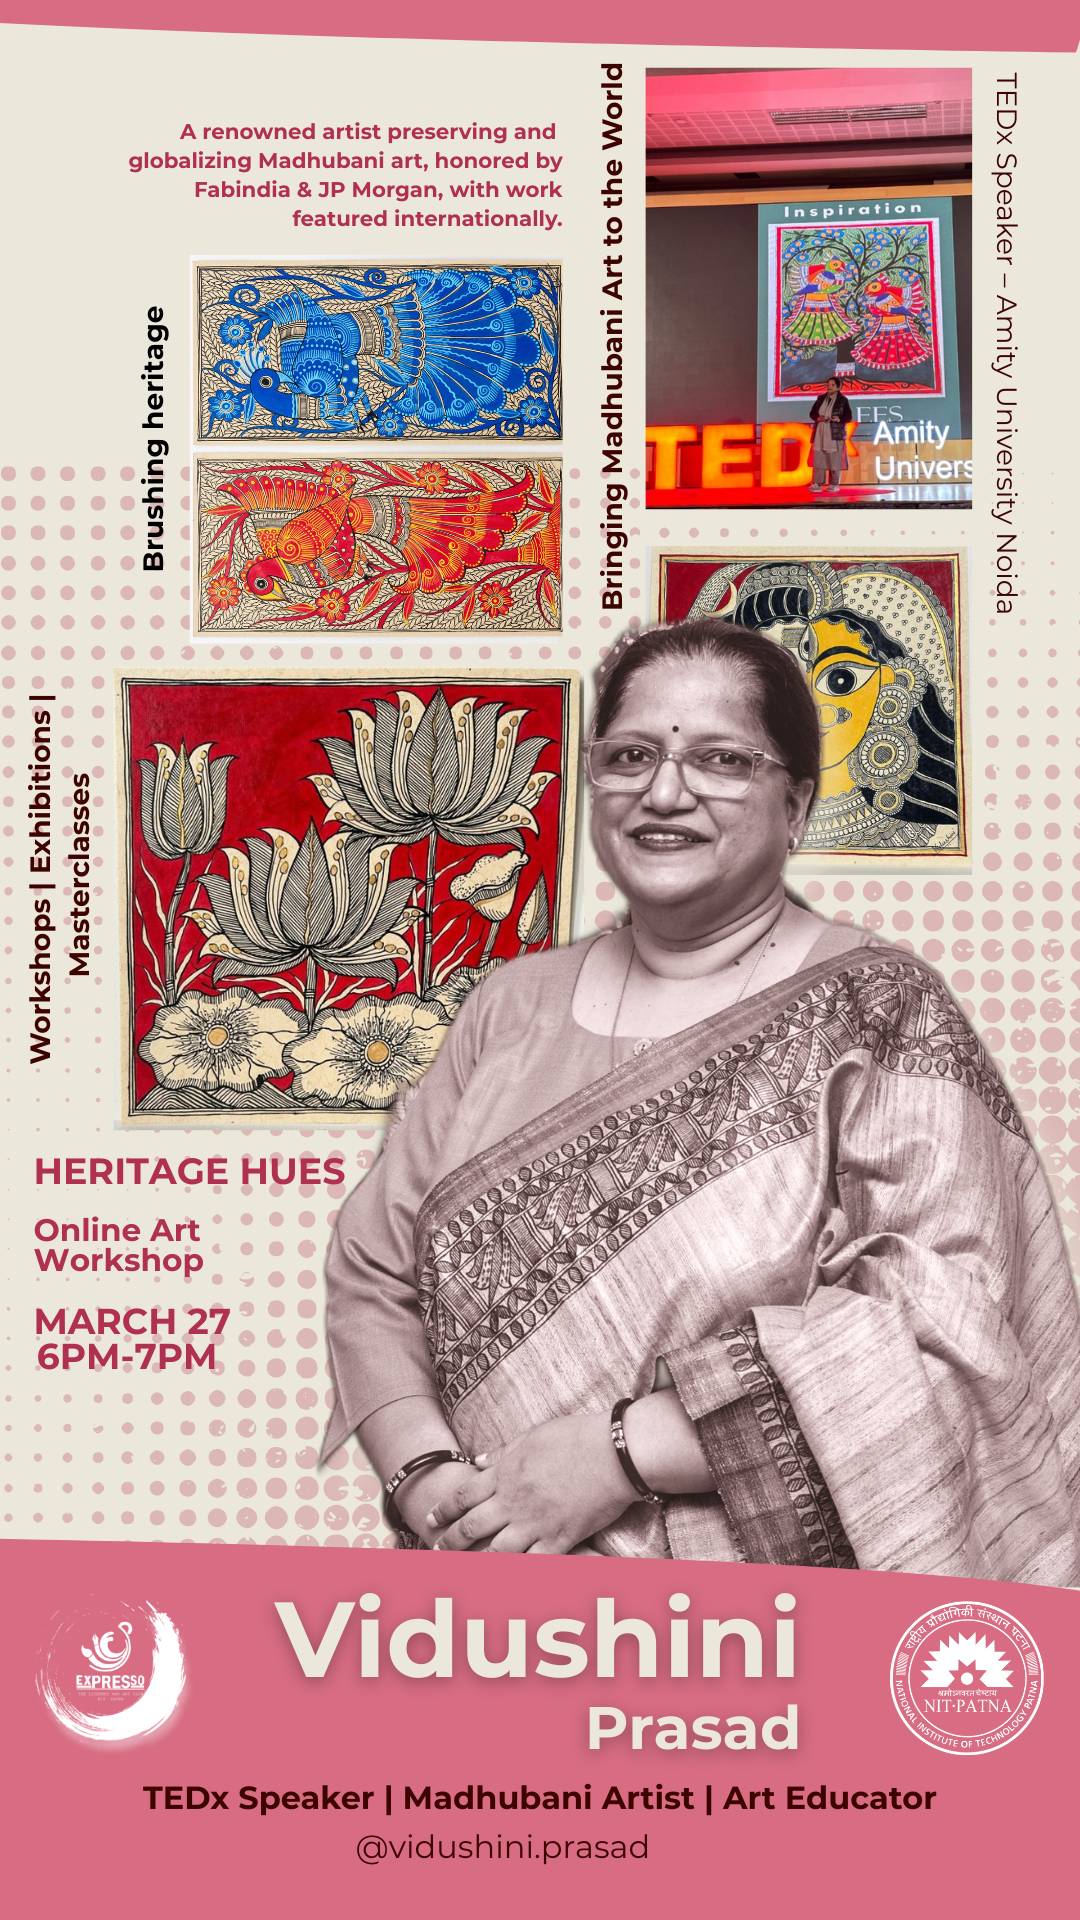 A renowned artist preserving and
globalizing Madhubani art, honored by
Fabindia & JP Morgan, with work
featured internationally.
Brushing heritage
Bringing Madhubani Art to the World
Inspiration
TEDx
Amity
Univers
TEDx Speaker – Amity University Noida
Workshops | Exhibitions |
Masterclasses
HERITAGE HUES
Online Art
Workshop
MARCH 27
6PM-7PM
Vidushini
Prasad
EXPRESSO
राष्ट्रीय प्रौद्योगिकी संस्थान पटना
NIT-PATNA
NATIONAL INSTITUTE OF TECHNOLOGY PATNA
TEDx Speaker | Madhubani Artist | Art Educator
@vidushini.prasad